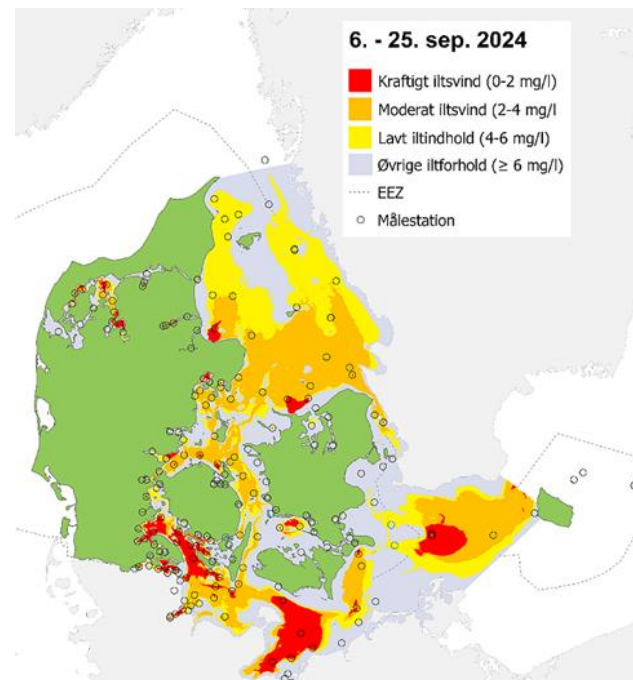 6. - 25. sep. 2024
Kraftigt iltsvind (0-2 mg/l)
Moderat iltsvind (2-4 mg/l
Lavt iltindhold (4-6 mg/l)
Øvrige iltforhold (≥ 6 mg/l)
EEZ
Målestation